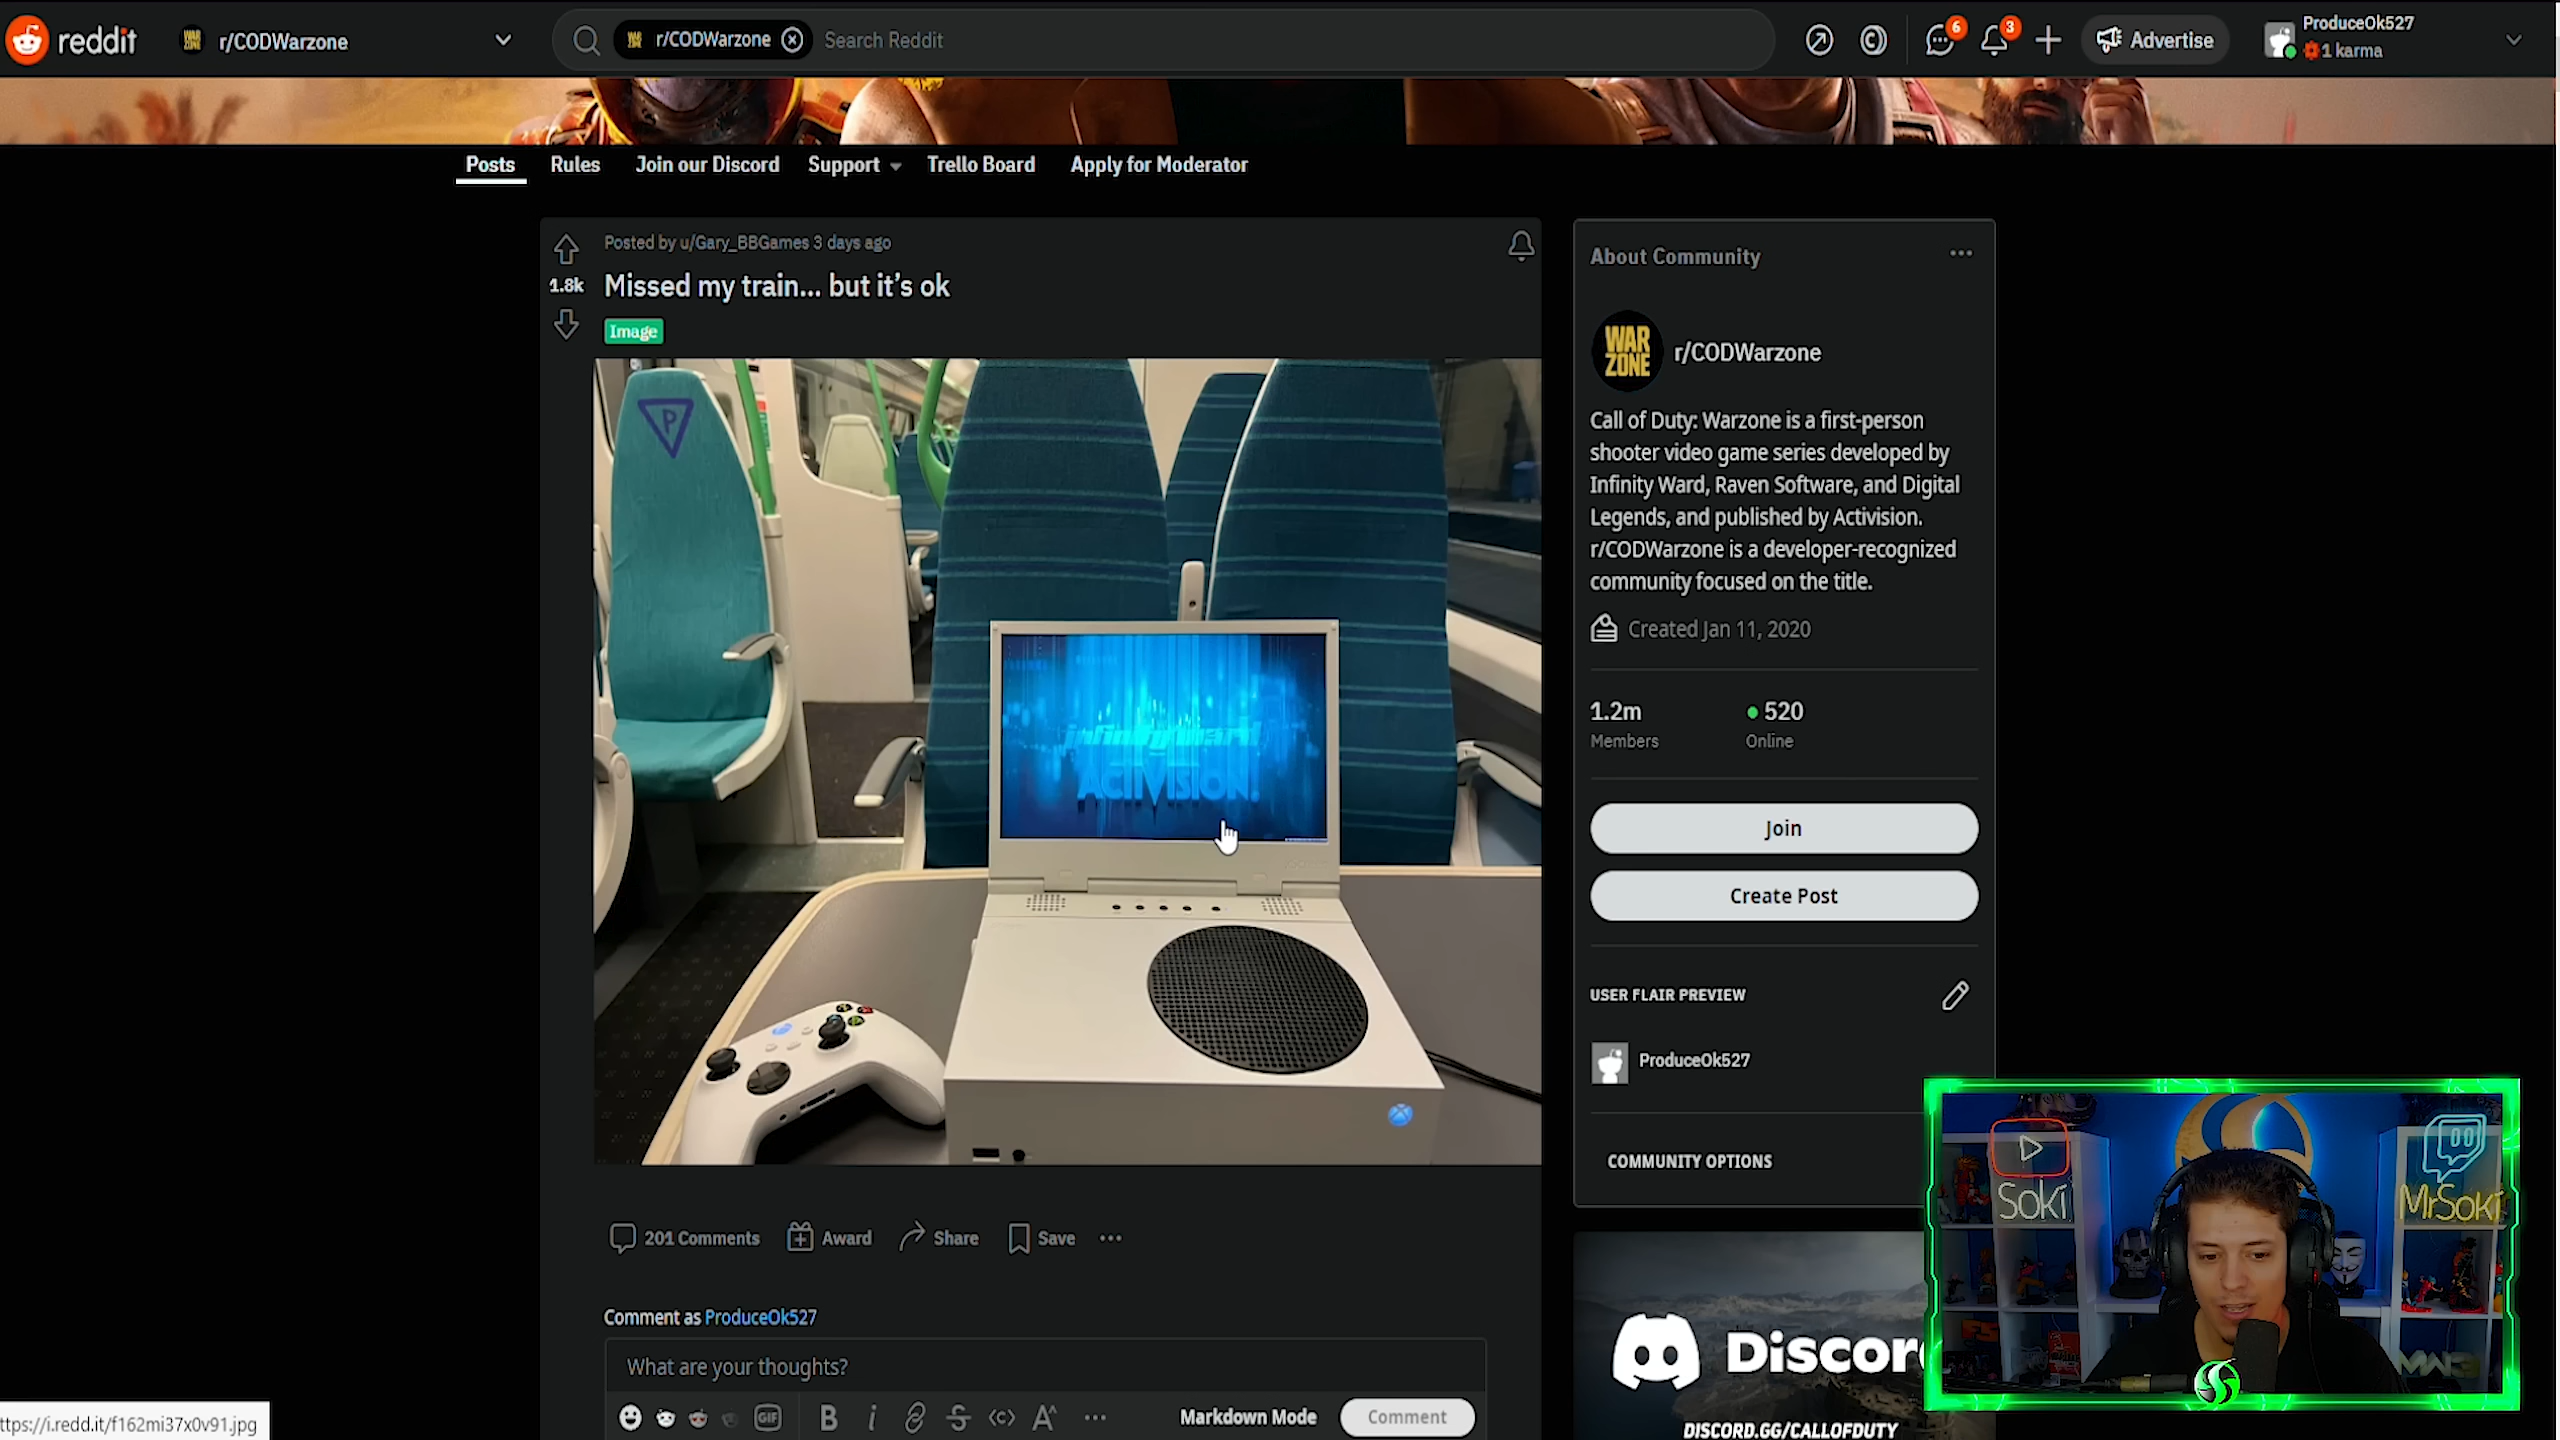 reddit
r/CODWarzone
r/CODWarzone
Search Reddit
6
3
Advertise
ProduceOk527
1 karma
Posts
Rules
Join our Discord
Support
Trello Board
Apply for Moderator
Posted by u/Gary_BBGames 3 days ago
1.8k
Missed my train... but it's ok
Image
P
infinity ward
ACTIVISION.
201 Comments
Award
Share
Save
Comment as ProduceOk527
What are your thoughts?
GIF
B
i
Markdown Mode
Comment
ttps://i.redd.it/f162mi37x0v91.jpg
About Community
WAR
ZONE
r/CODWarzone
Call of Duty: Warzone is a first-person
shooter video game series developed by
Infinity Ward, Raven Software, and Digital
Legends, and published by Activision.
r/CODWarzone is a developer-recognized
community focused on the title.
Created Jan 11, 2020
1.2m
520
Members
Online
Join
Create Post
USER FLAIR PREVIEW
ProduceOk527
COMMUNITY OPTIONS
Discor
DISCORD.GG/CALLOFDUTY
Soki
MrSoki